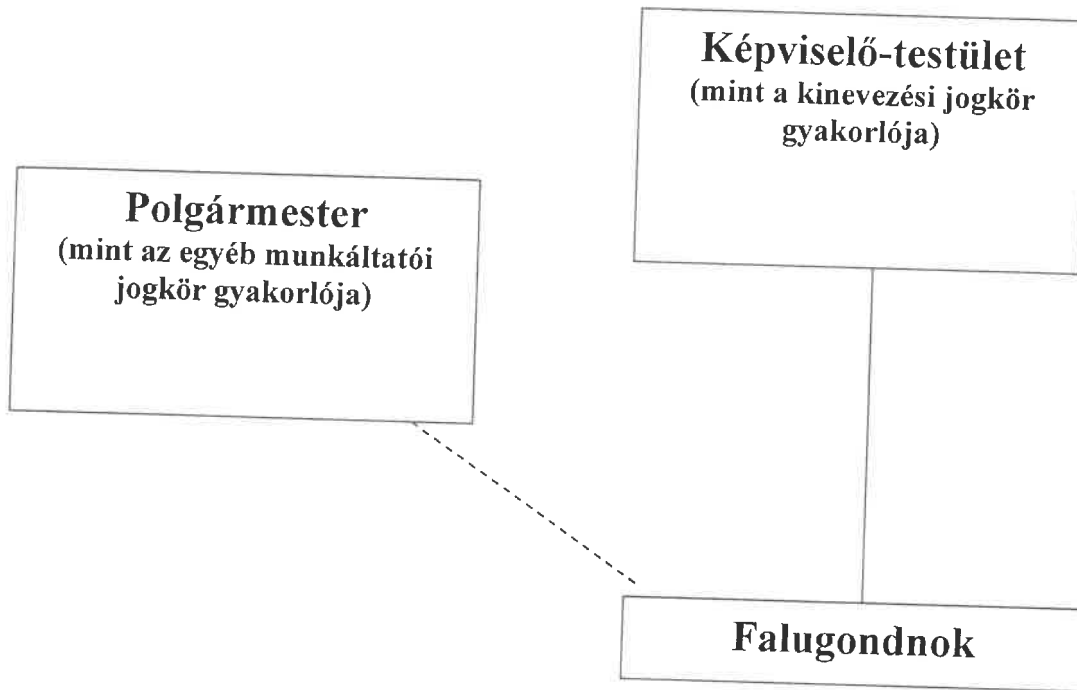 Képviselő-testület
(mint a kinevezési jogkör
gyakorlója)
Polgármester
(mint az egyéb munkáltatói
jogkör gyakorlója)
Falugondnok